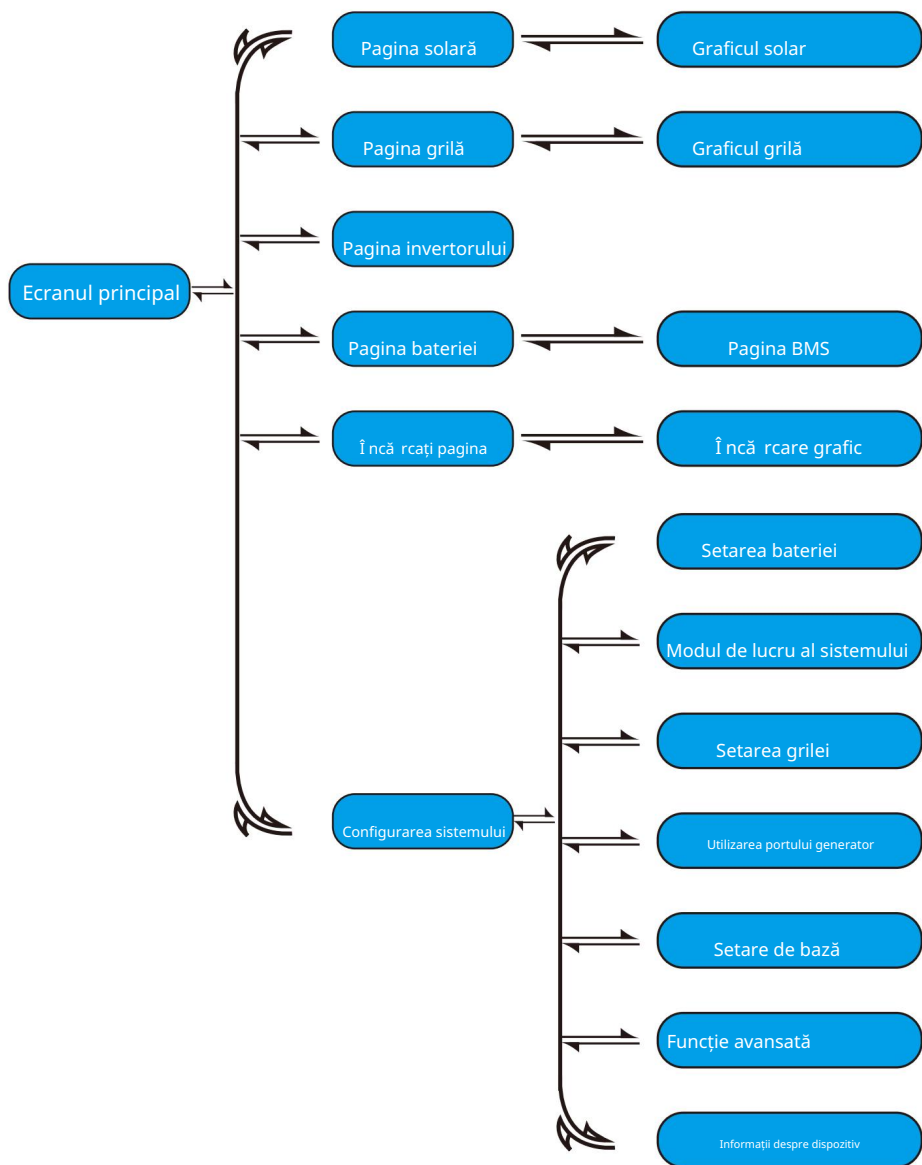 Pagina solară
Graficul solar
Pagina grilă
Graficul grilă
Pagina invertorului
Ecranul principal
Pagina bateriei
Pagina BMS
Î ncă rcați pagina
Î ncă rcare grafic
Setarea bateriei
Modul de lucru al sistemului
Setarea grilei
Configurarea sistemului
Utilizarea portului generator
Setare de bază
Funcție avansată
Informații despre dispozitiv